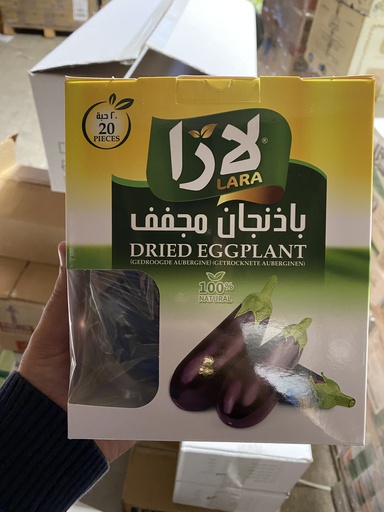 ٢٠ حبة
20
PIECES
لارا
®
LARA
باذنجان مجفف
DRIED EGGPLANT
(GEDROOGDE AUBERGINE) (GETROCKNETE AUBERGINEN)
100%
NATURAL